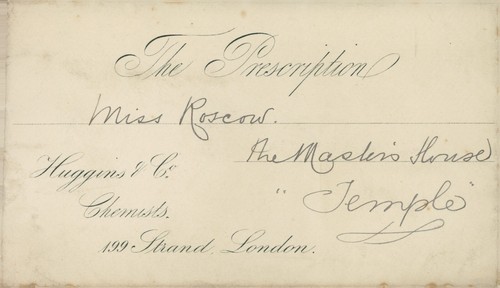 The Prescription
Miss Roscow.
The Master's House
Huggins & Co.
"Temple"
Chemists.
199 Strand. London.